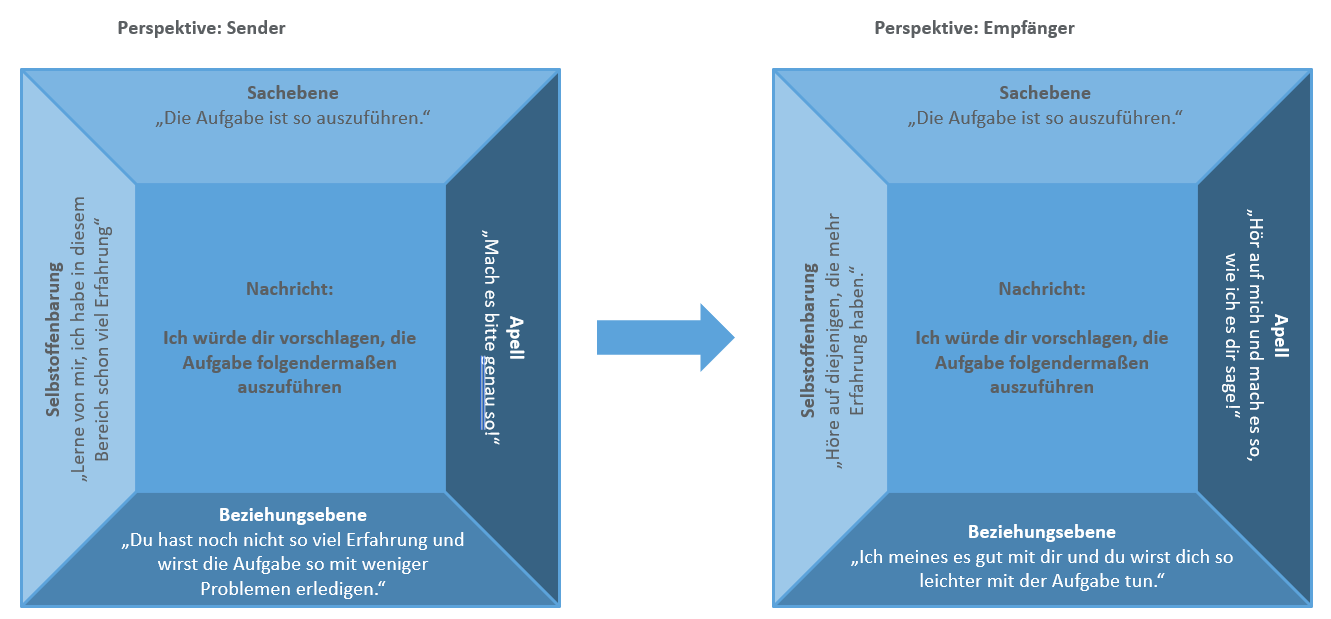 Perspektive: Sender
Sachebene
„Die Aufgabe ist so auszuführen.“
Selbstoffenbarung
„Lerne von mir, ich habe in diesem
Bereich schon viel Erfahrung“
Nachricht:
Ich würde dir vorschlagen, die
Aufgabe folgendermaßen
auszuführen
Apell
„Mach es bitte genau so!“
Beziehungsebene
„Du hast noch nicht so viel Erfahrung und
wirst die Aufgabe so mit weniger
Problemen erledigen.“
Perspektive: Empfänger
Sachebene
„Die Aufgabe ist so auszuführen.“
Selbstoffenbarung
„Höre auf diejenigen, die mehr
Erfahrung haben.“
Nachricht:
Ich würde dir vorschlagen, die
Aufgabe folgendermaßen
auszuführen
Apell
„Hör auf mich und mach es so,
wie ich es dir sage!“
Beziehungsebene
„Ich meines es gut mit dir und du wirst dich so
leichter mit der Aufgabe tun.“